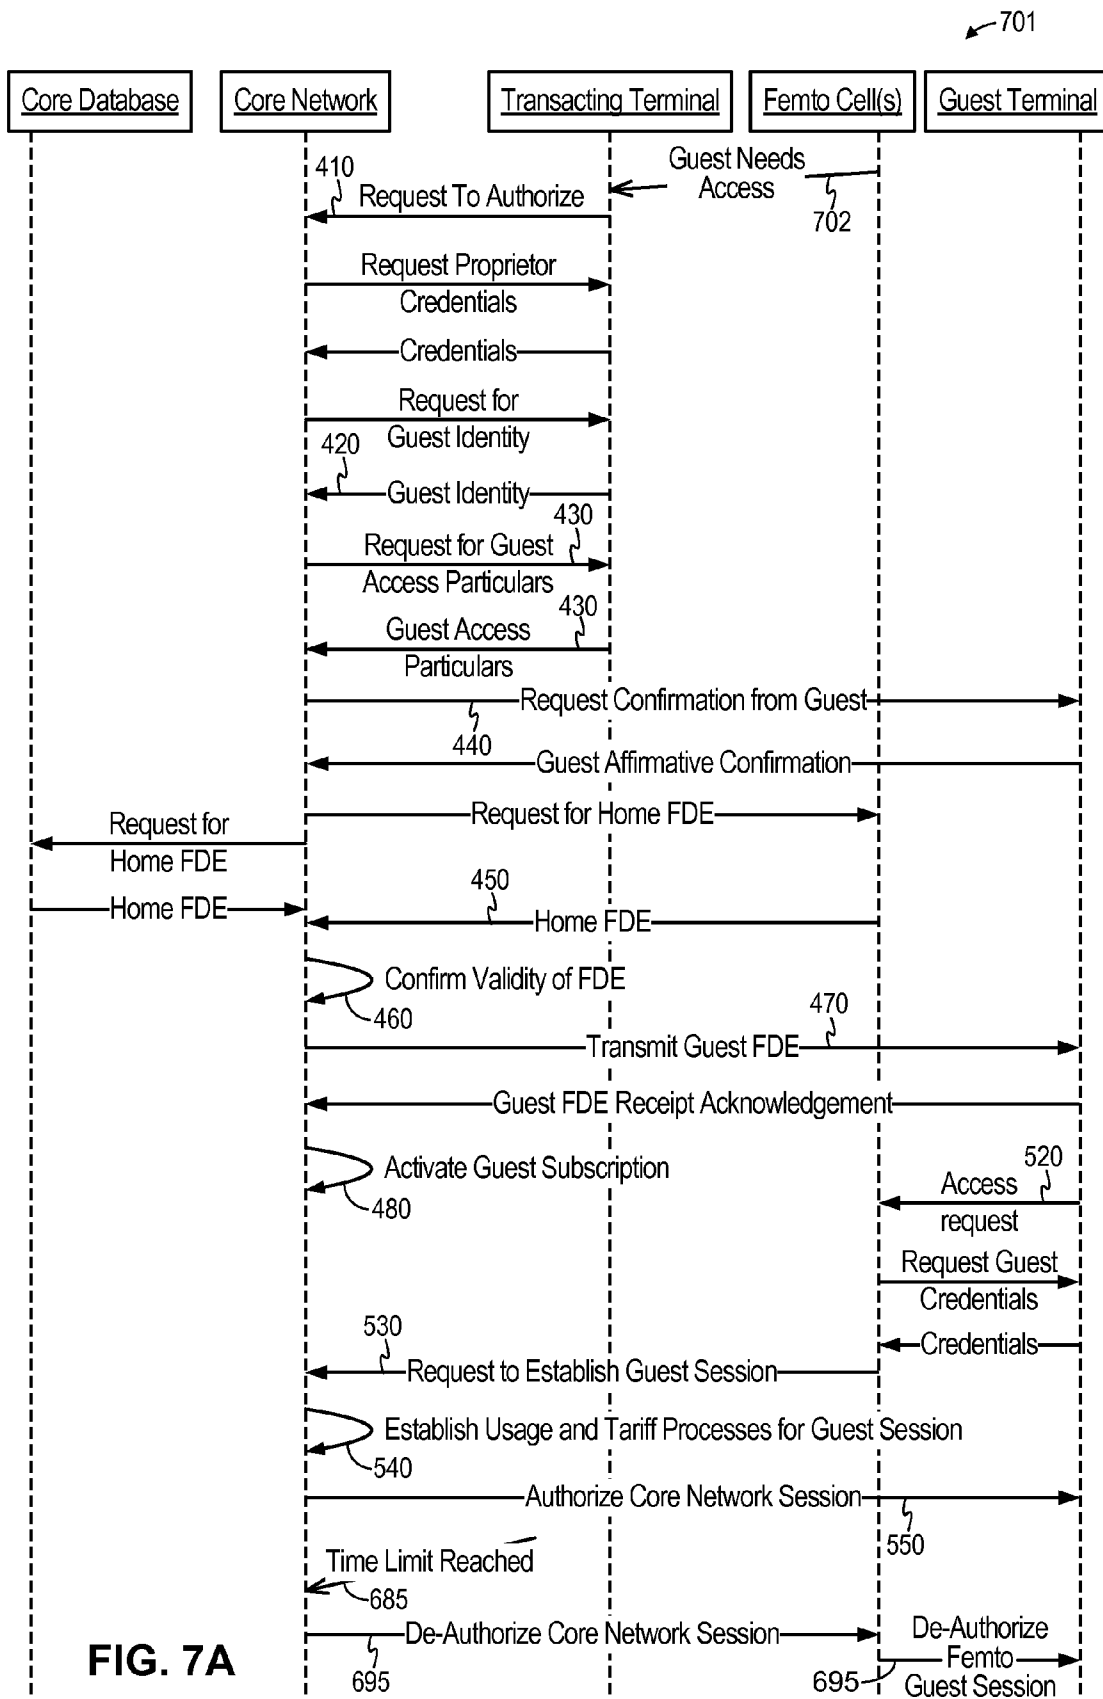 701
Core Database
Core Network
Transacting Terminal
Femto Cell(s)
Guest Terminal
Guest Needs
Access
702
410
Request To Authorize
Request Proprietor
Credentials
Credentials
Request for
Guest Identity
420
Guest Identity
430
Request for Guest
Access Particulars
430
Guest Access
Particulars
Request Confirmation from Guest
440
Guest Affirmative Confirmation
Request for Home FDE
Request for
Home FDE
450
Home FDE
Home FDE
Confirm Validity of FDE
460
470
Transmit Guest FDE
Guest FDE Receipt Acknowledgement
Activate Guest Subscription
480
520
Access
request
Request Guest
Credentials
Credentials
530
Request to Establish Guest Session
Establish Usage and Tariff Processes for Guest Session
540
Authorize Core Network Session
550
Time Limit Reached
685
De-Authorize Core Network Session
695
De-Authorize
Femto
Guest Session
695
FIG. 7A